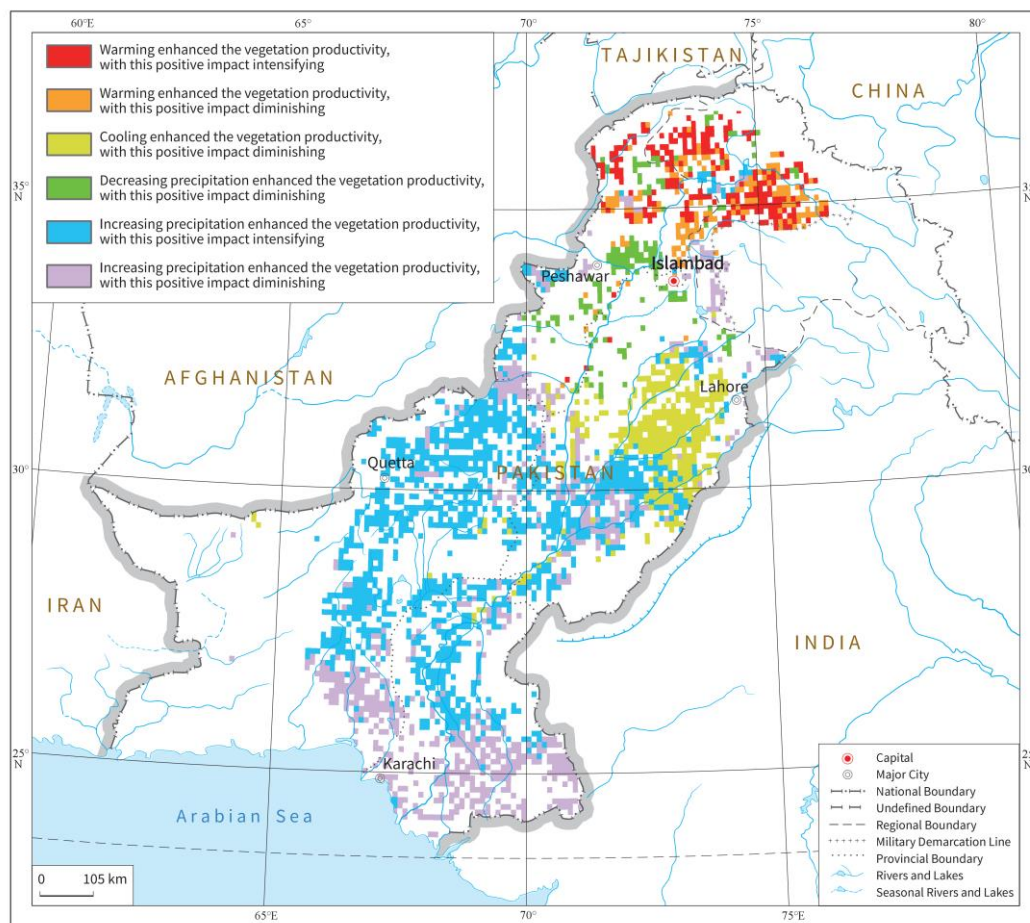 60°E
65°
70°
75°
80°
Warming enhanced the vegetation productivity,
with this positive impact intensifying
Warming enhanced the vegetation productivity,
with this positive impact diminishing
Cooling enhanced the vegetation productivity,
with this positive impact diminishing
Decreasing precipitation enhanced the vegetation productivity,
with this positive impact diminishing
Increasing precipitation enhanced the vegetation productivity,
with this positive impact intensifying
Increasing precipitation enhanced the vegetation productivity,
with this positive impact diminishing
TAJIKISTAN
CHINA
35°
N
N
Islambad
Peshawar
AFGHANISTAN
Lahore
30°
N
Quetta
PAKISTAN
N
IRAN
INDIA
25°
N
Karachi
N
Arabian Sea
Capital
Major City
National Boundary
Undefined Boundary
Regional Boundary
Military Demarcation Line
Provincial Boundary
Rivers and Lakes
Seasonal Rivers and Lakes
0 105 km
65°E
70°
75°E